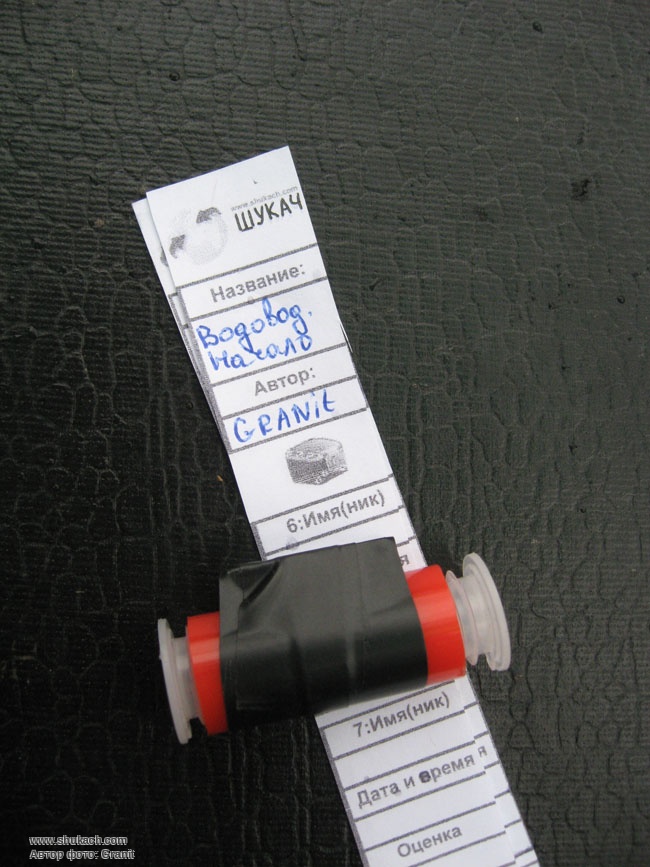 www.shukach.com
ШУКАЧ
Название:
Водовод.
Начало
Автор:
GRANit
6:Имя(ник)
я
7:Имя(ник)
Дата и время я
Оценка
www.shukach.com
Автор фото: Granit